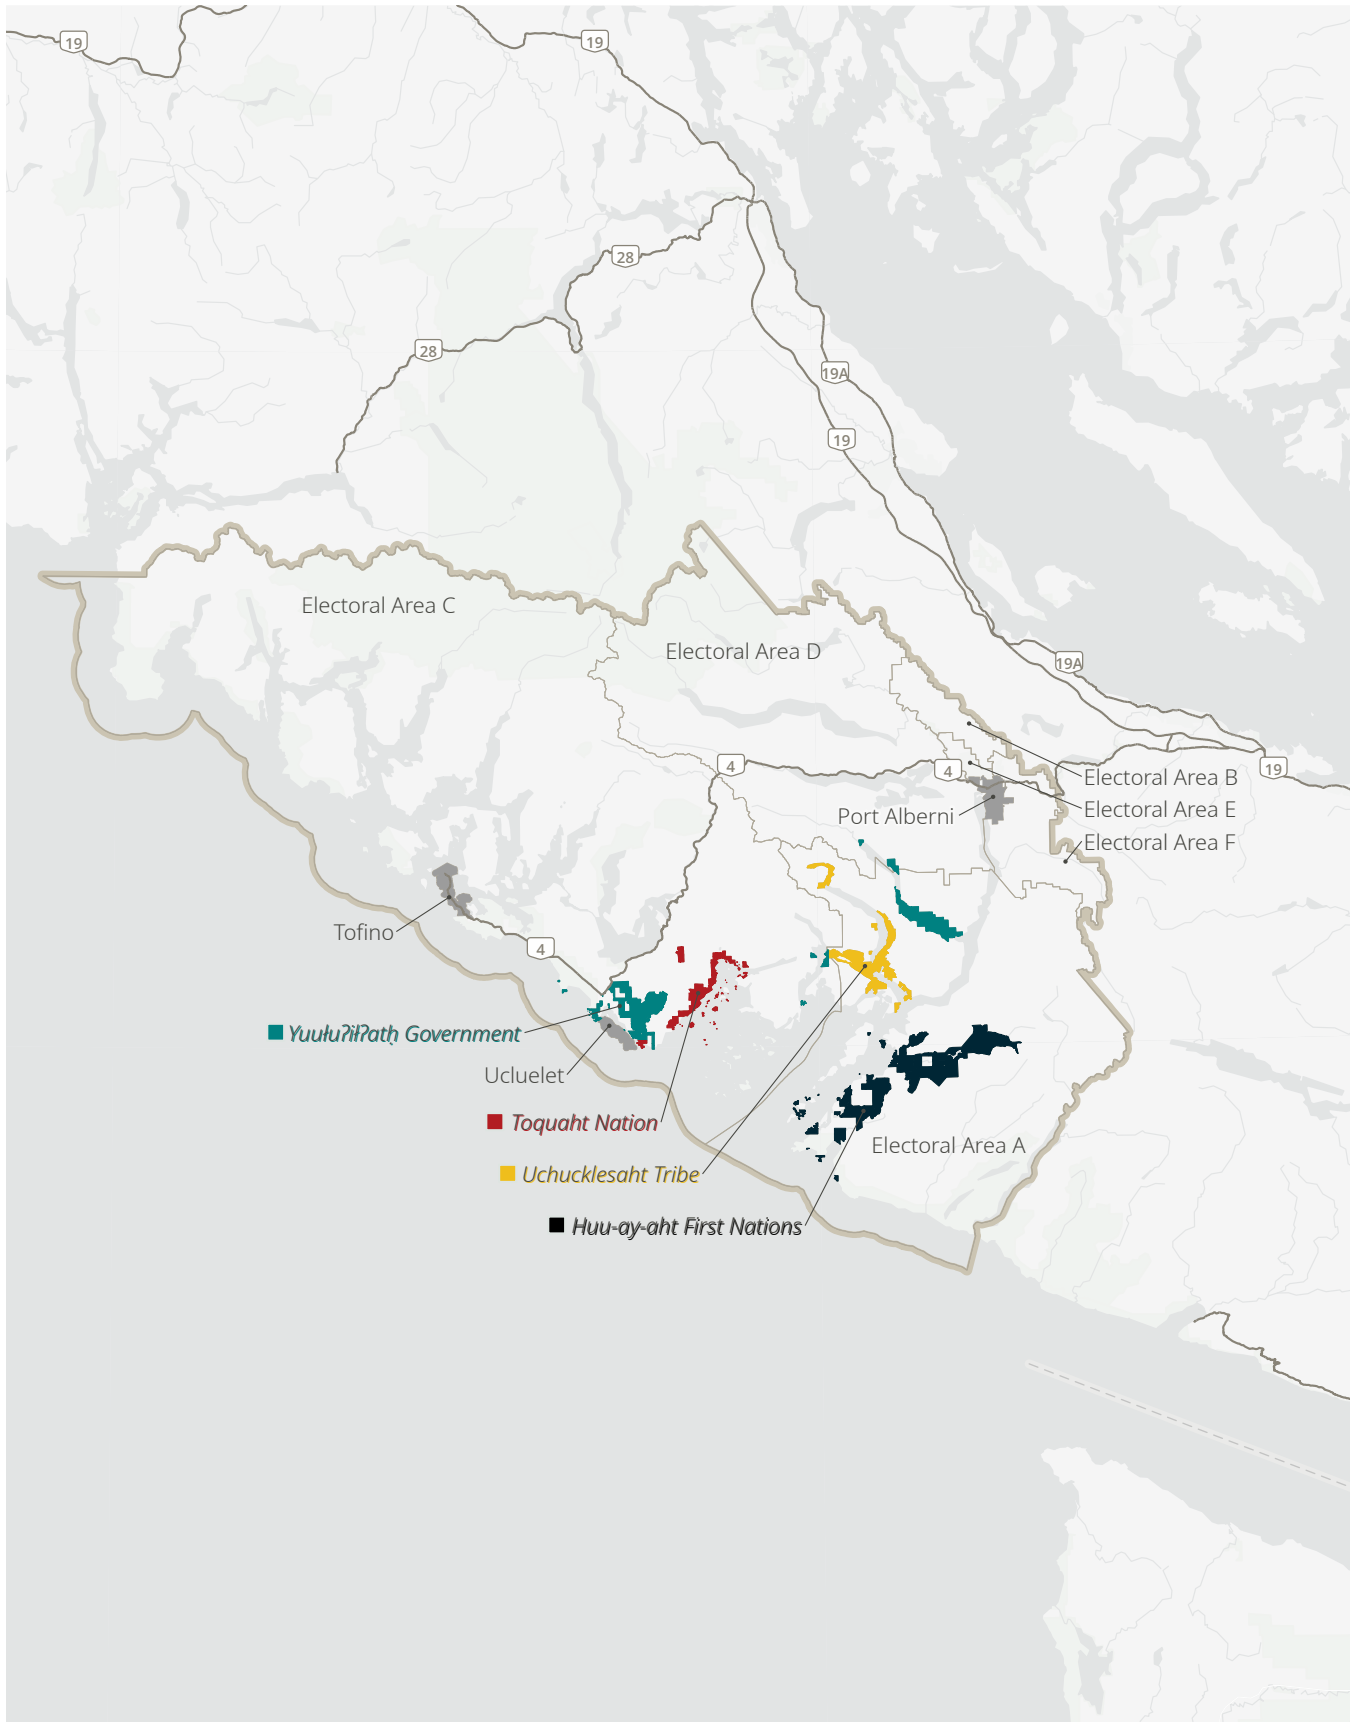 19
19
28
28
19A
19
Electoral Area C
Electoral Area D
19A
4
4
19
Electoral Area B
Electoral Area E
Port Alberni
Electoral Area F
Tofino
4
Yuułuʔiłʔatḥ Government
Ucluelet
Toquaht Nation
Electoral Area A
Uchucklesaht Tribe
Huu-ay-aht First Nations